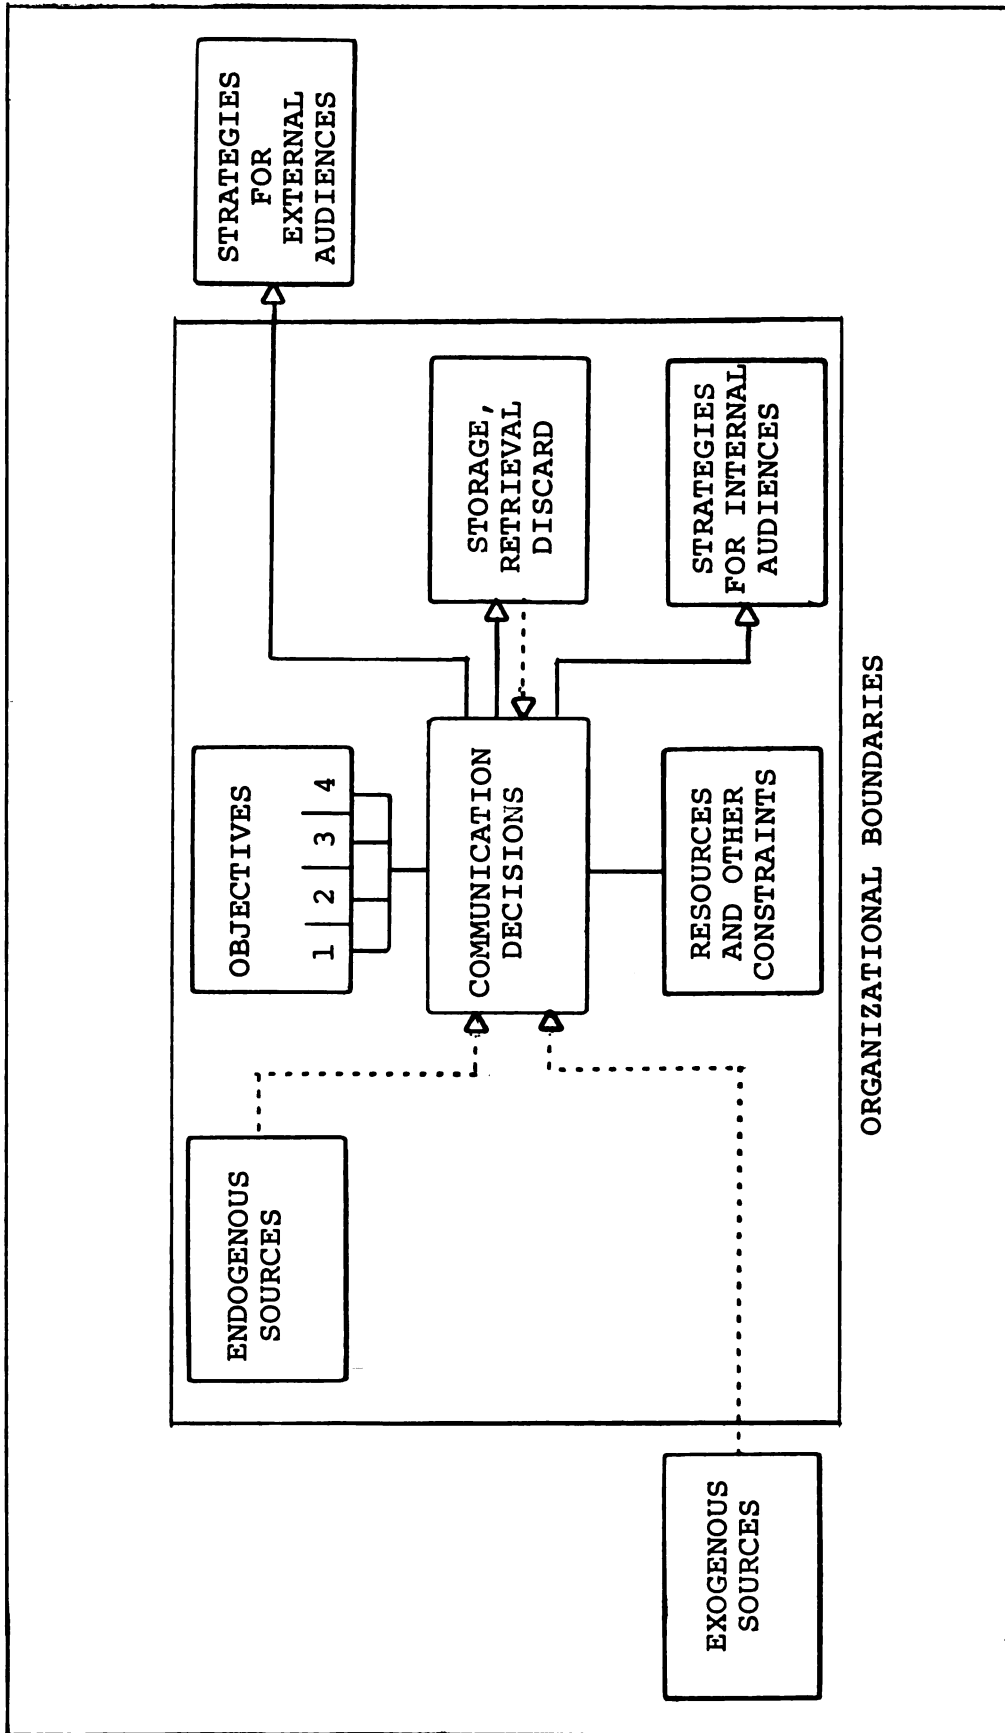 ENDOGENOUS
SOURCES
EXOGENOUS
SOURCES
OBJECTIVES
1 | 2 | 3 | 4
COMMUNICATION
DECISIONS
RESOURCES
AND OTHER
CONSTRAINTS
STRATEGIES
FOR
EXTERNAL
AUDIENCES
STORAGE,
RETRIEVAL
DISCARD
STRATEGIES
FOR INTERNAL
AUDIENCES
ORGANIZATIONAL BOUNDARIES